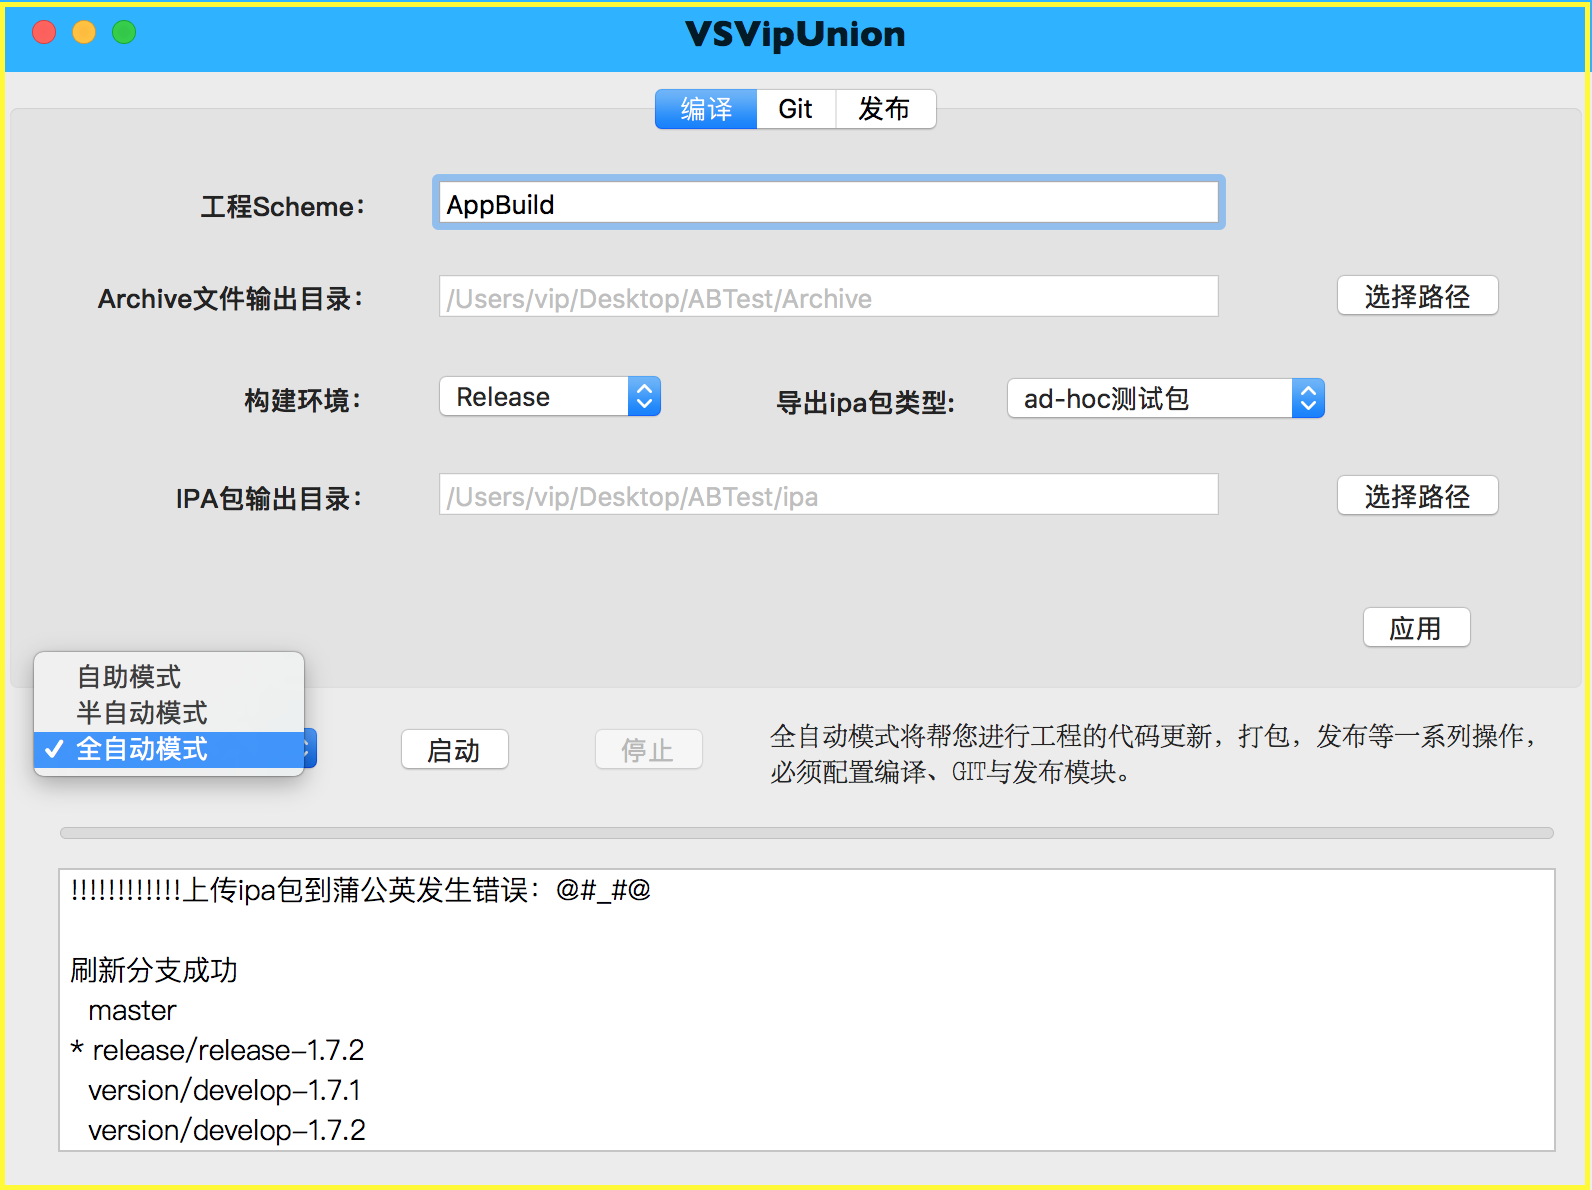 VSVipUnion
编译 Git 发布
工程Scheme： AppBuild
Archive文件输出目录： /Users/vip/Desktop/ABTest/Archive 选择路径
构建环境： Release 导出ipa包类型: ad-hoc测试包
IPA包输出目录： /Users/vip/Desktop/ABTest/ipa 选择路径
应用
自助模式
半自动模式
✓ 全自动模式
启动 停止
全自动模式将帮您进行工程的代码更新，打包，发布等一系列操作，
必须配置编译、GIT与发布模块。
!!!!!!!!!!!!上传ipa包到蒲公英发生错误：@#_#@
刷新分支成功
master
* release/release-1.7.2
version/develop-1.7.1
version/develop-1.7.2